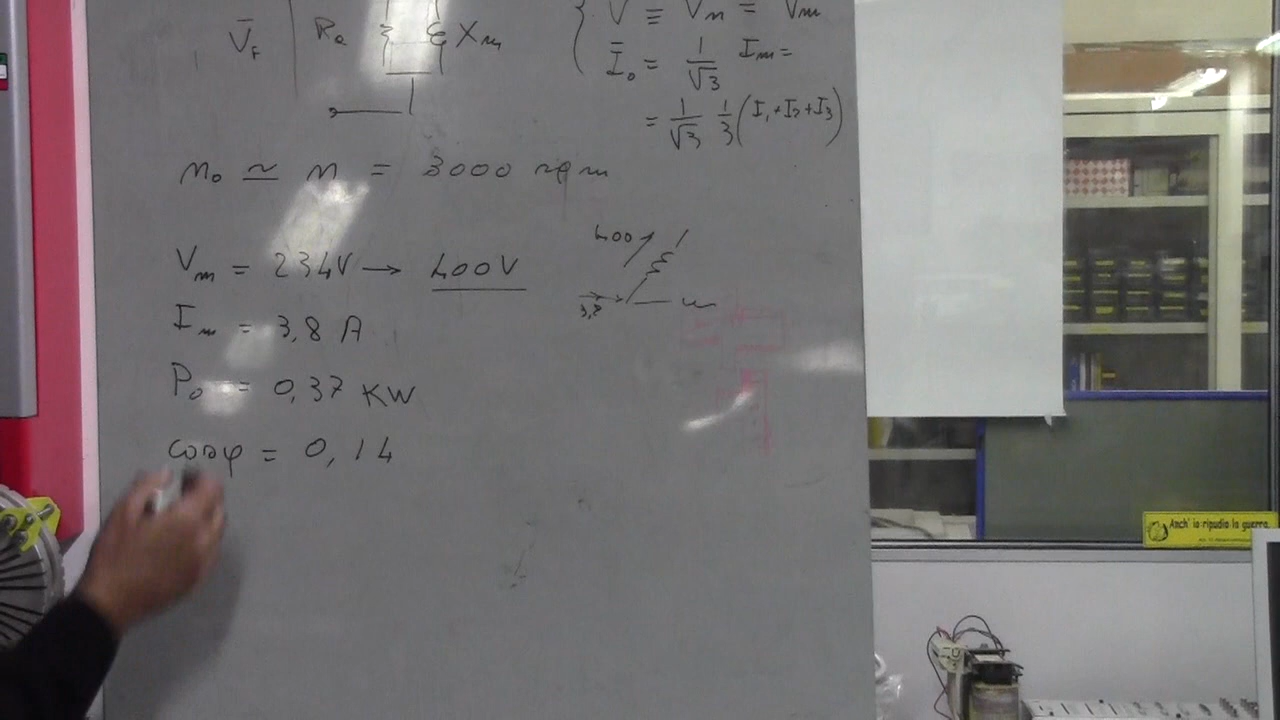 V ≡ Vm = Vm
V̄F Ra Xm
Ī0 = 1/√3 Im =
= 1/√3 1/3 (I1+I2+I3)
n0 ≃ n = 3000 rpm
400
Vm = 234V → 400V
3,8
Im = 3,8 A
P0 = 0,37 KW
cosφ = 0,14
Anch' io ripudio la guerra